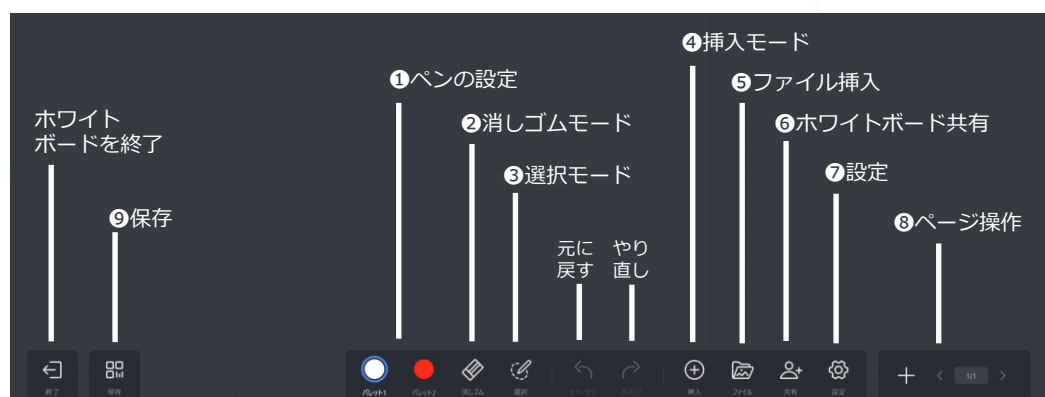 ❹挿入モード
❶ペンの設定
❺ファイル挿入
ホワイト
ボードを終了
❷消しゴムモード
❻ホワイトボード共有
❸選択モード
❼設定
❾保存
❽ページ操作
元に
戻す
やり
直し
終了
保存
パレット1
パレット2
消しゴム
選択
キャンセル
挿入
ファイル
共有
設定
1/1